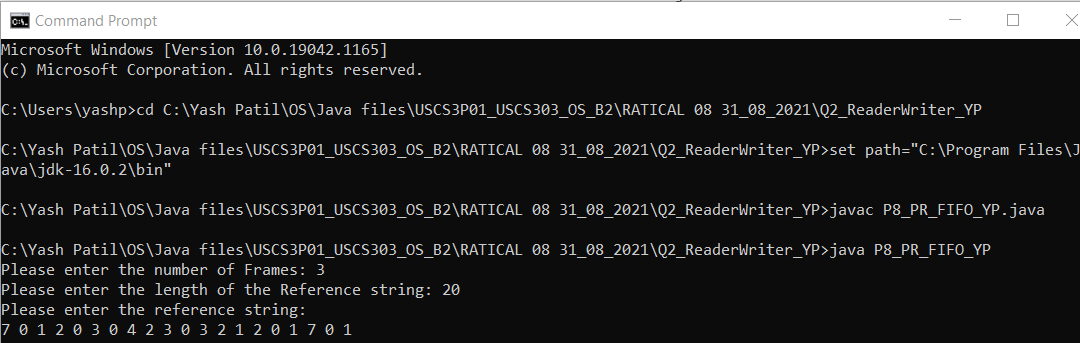 Command Prompt
Microsoft Windows [Version 10.0.19042.1165]
(c) Microsoft Corporation. All rights reserved.
C:\Users\yashp>cd C:\Yash Patil\OS\Java files\USCS3P01_USCS303_OS_B2\RATICAL 08 31_08_2021\Q2_ReaderWriter_YP
C:\Yash Patil\OS\Java files\USCS3P01_USCS303_OS_B2\RATICAL 08 31_08_2021\Q2_ReaderWriter_YP>set path="C:\Program Files\J
ava\jdk-16.0.2\bin"
C:\Yash Patil\OS\Java files\USCS3P01_USCS303_OS_B2\RATICAL 08 31_08_2021\Q2_ReaderWriter_YP>javac P8_PR_FIFO_YP.java
C:\Yash Patil\OS\Java files\USCS3P01_USCS303_OS_B2\RATICAL 08 31_08_2021\Q2_ReaderWriter_YP>java P8_PR_FIFO_YP
Please enter the number of Frames: 3
Please enter the length of the Reference string: 20
Please enter the reference string:
7 0 1 2 0 3 0 4 2 3 0 3 2 1 2 0 1 7 0 1